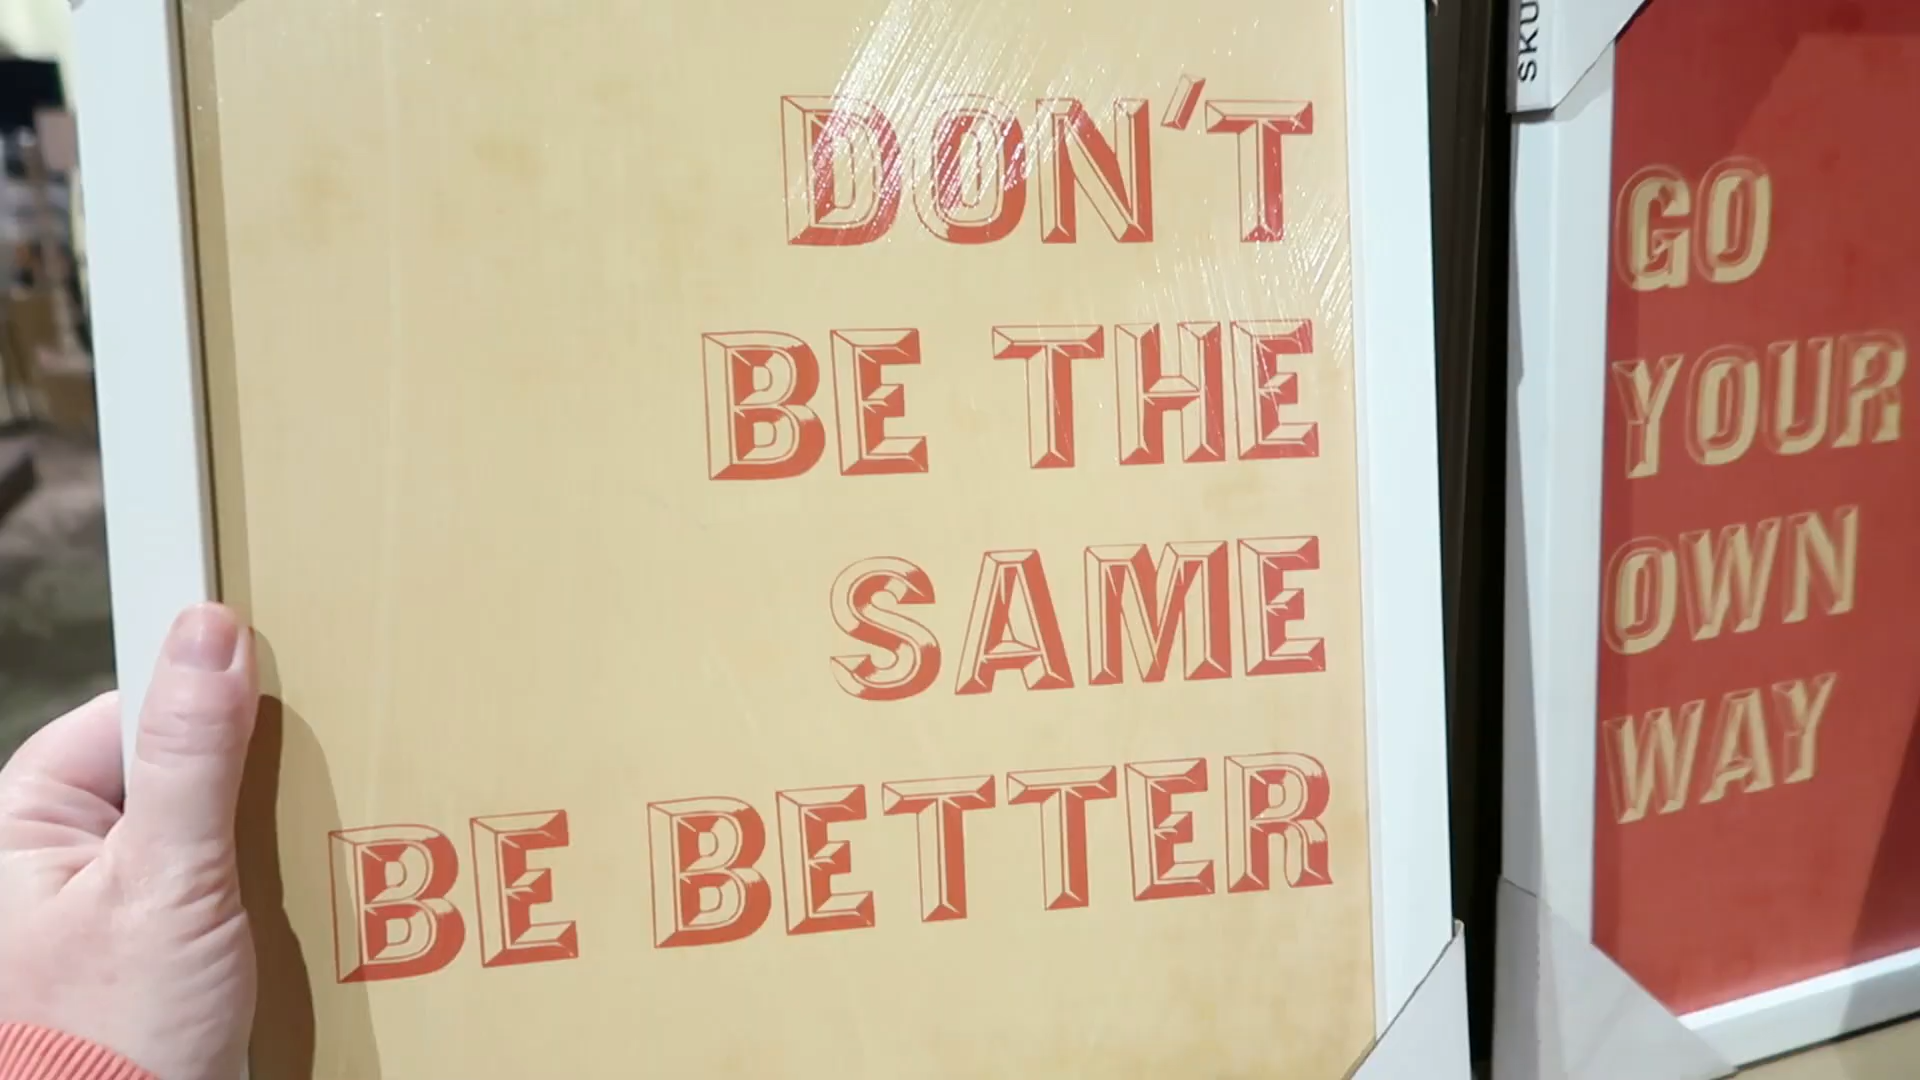 DON'T
BE THE
SAME
BE BETTER
SKU
GO
YOUR
OWN
WAY